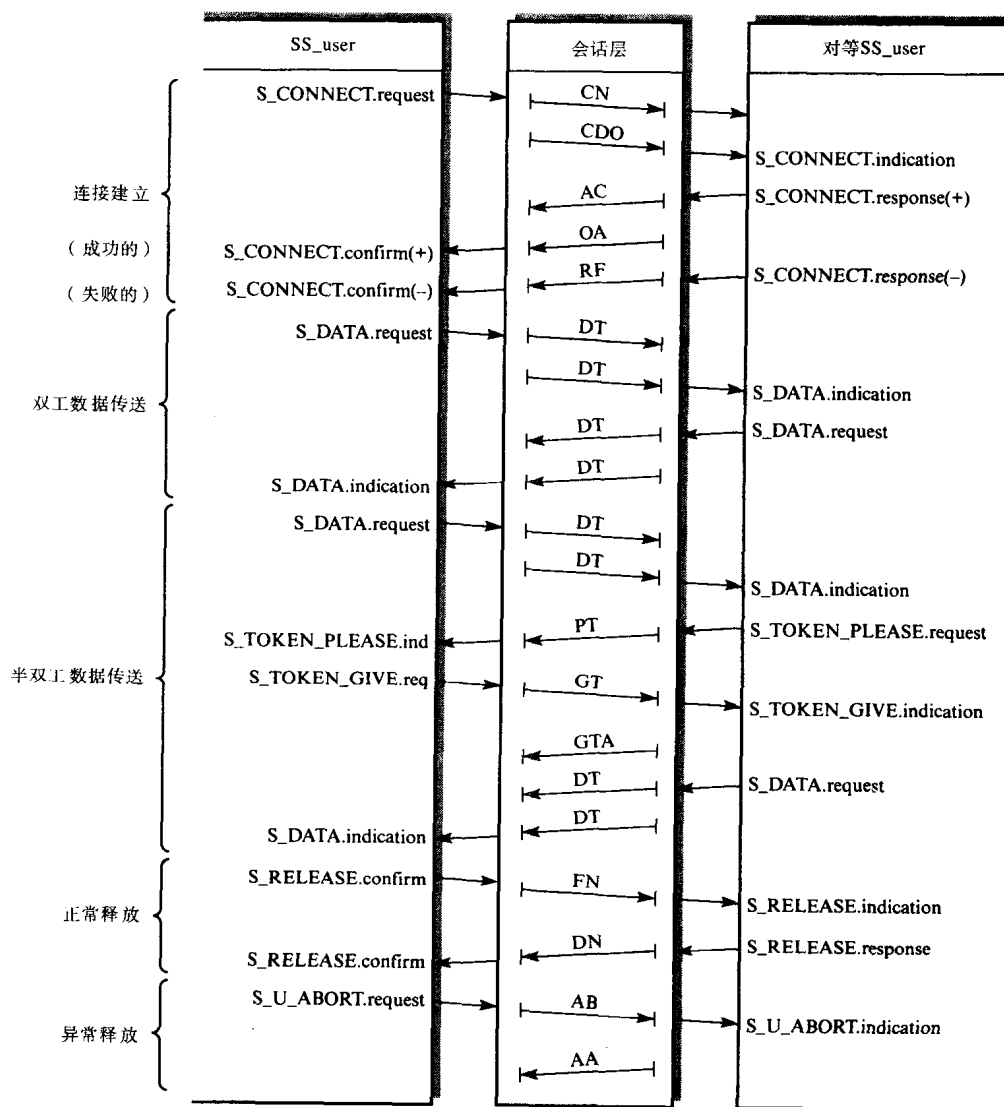 SS_user 会话层 对等SS_user
S_CONNECT.request CN
CDO S_CONNECT.indication
连接建立 AC S_CONNECT.response(+)
(成功的) S_CONNECT.confirm(+) OA
(失败的) S_CONNECT.confirm(–) RF S_CONNECT.response(–)
S_DATA.request DT
双工数据传送 DT S_DATA.indication
DT S_DATA.request
S_DATA.indication DT
S_DATA.request DT
DT S_DATA.indication
S_TOKEN_PLEASE.ind PT S_TOKEN_PLEASE.request
半双工数据传送 S_TOKEN_GIVE.req GT S_TOKEN_GIVE.indication
GTA
DT S_DATA.request
S_DATA.indication DT
S_RELEASE.confirm FN S_RELEASE.indication
正常释放 DN S_RELEASE.response
S_RELEASE.confirm
S_U_ABORT.request AB S_U_ABORT.indication
异常释放
AA